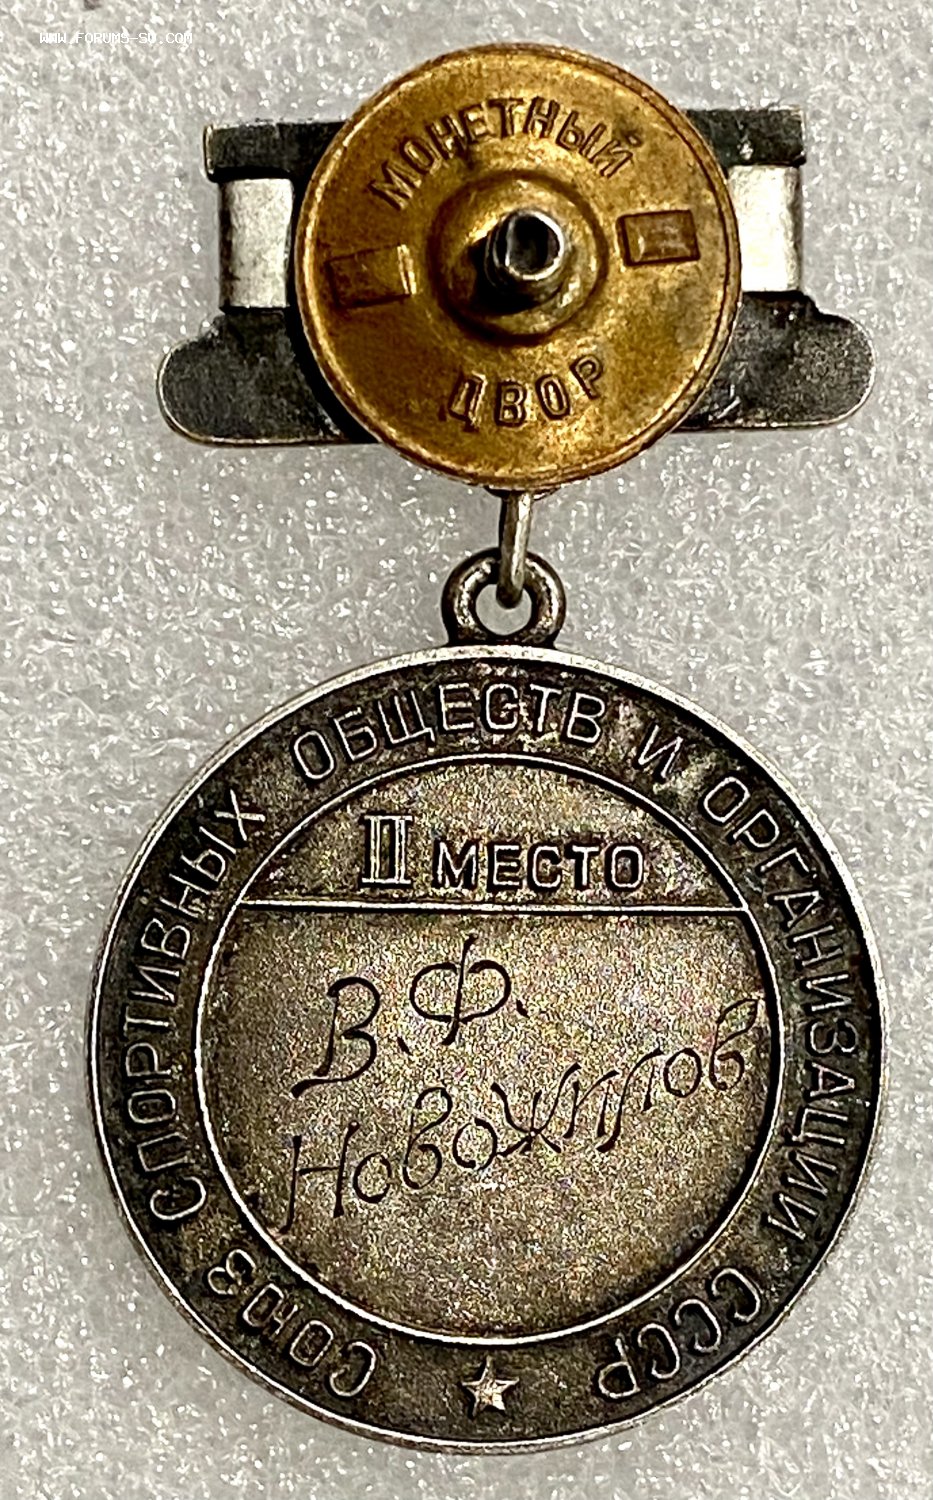 WWW.FORUMS-SU.COM
МОНЕТНЫЙ
ДВОР
СОЮЗ СПОРТИВНЫХ ОБЩЕСТВ И ОРГАНИЗАЦИЙ СССР
II МЕСТО
В.Ф.
Новожилов